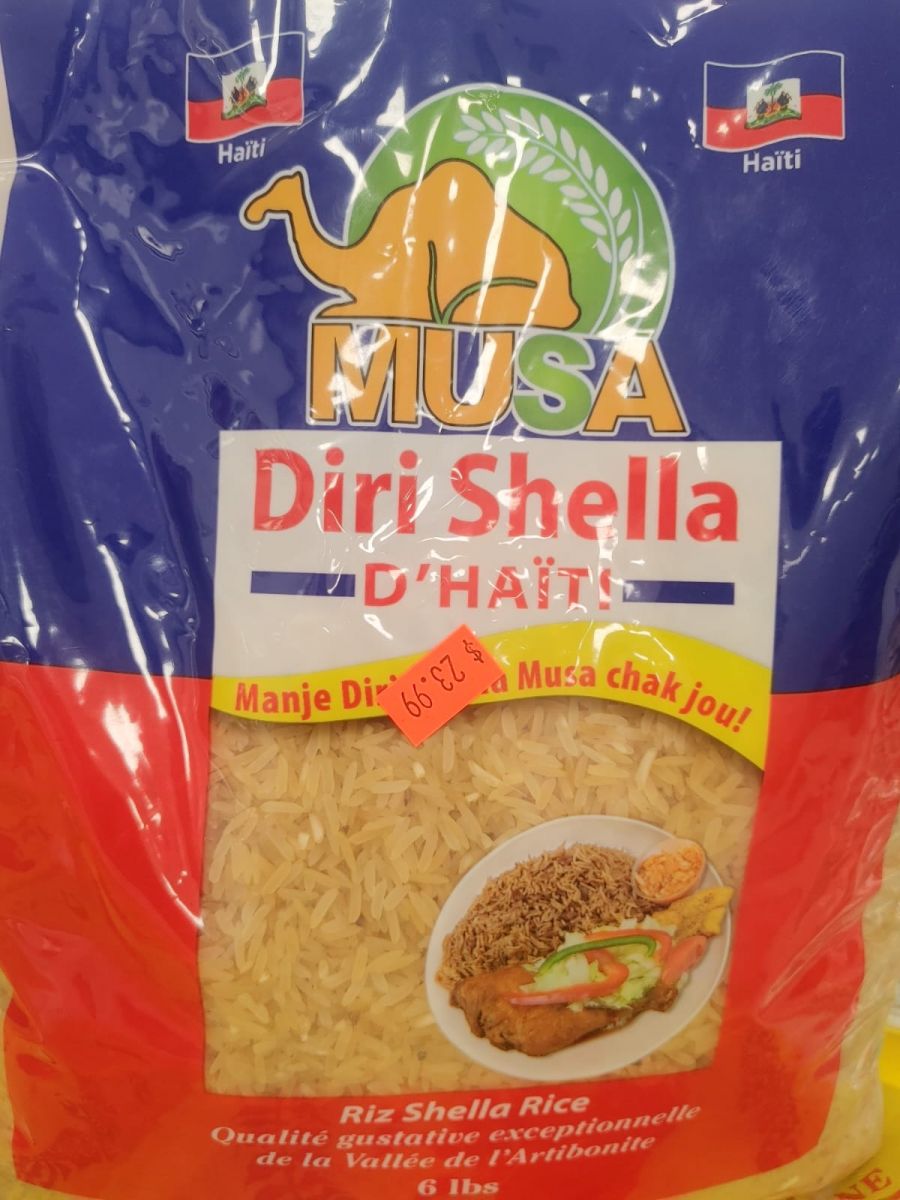 Haïti
Haïti
MUSA
Diri Shella
D'HAÏTI
Manje Musa chak jou!
$ 23.99
Riz Shella Rice
Qualité gustative exceptionnelle
de la Vallée de l'Artibonite
6 lbs